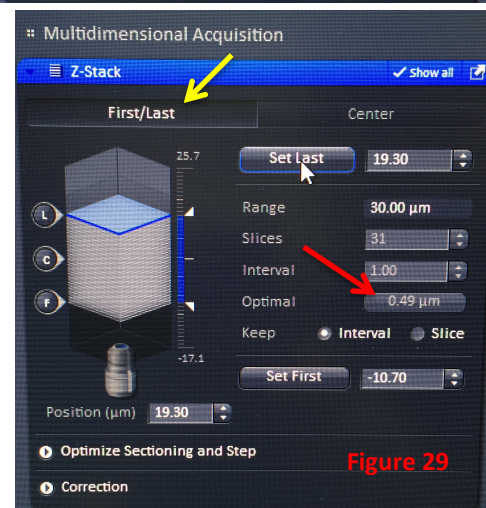 Multidimensional Acquisition
Z-Stack
Show all
First/Last Center
25.7
Set Last 19.30
Range 30.00 µm
L
Slices 31
C
Interval 1.00
F
Optimal 0.49 µm
Keep Interval Slice
-17.1
Set First -10.70
Position (µm) 19.30
Optimize Sectioning and Step
Figure 29
Correction